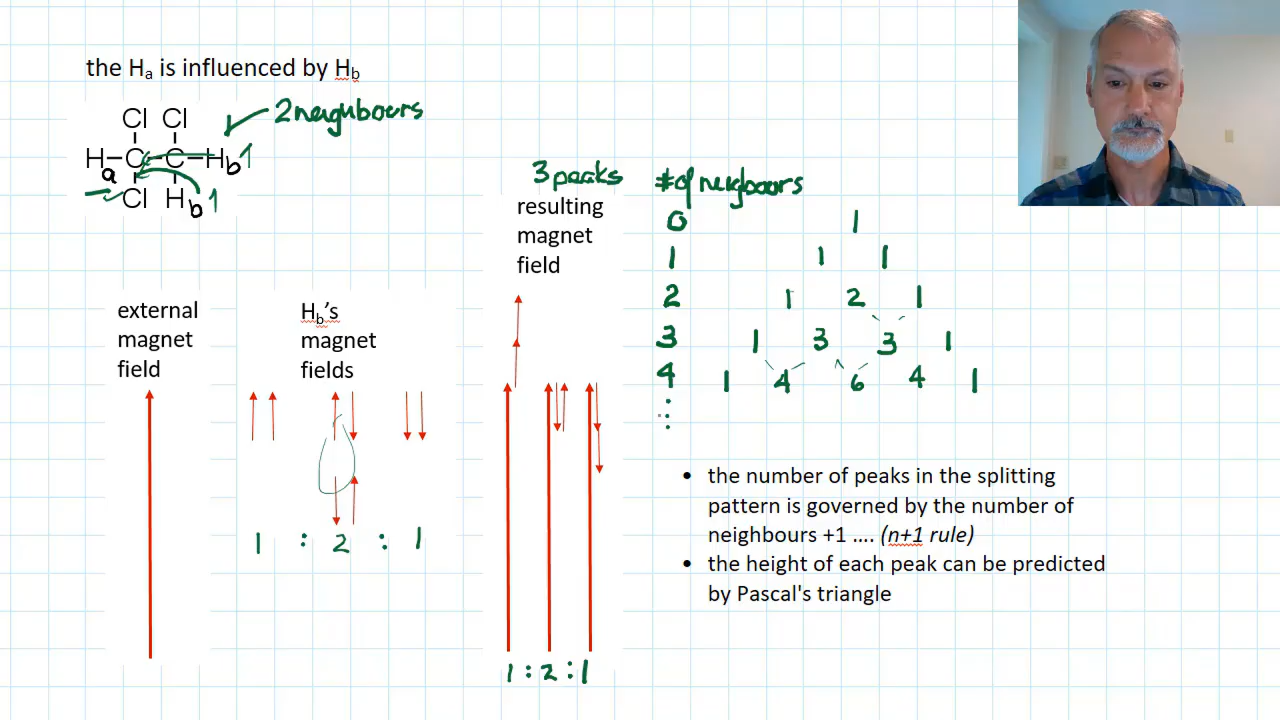 the Ha is influenced by Hb
Cl Cl
2 neighbours
H C C Hb 1
a
Cl Hb 1
3 peaks
resulting
magnet
field
external
magnet
field
Hb's
magnet
fields
1 : 2 : 1
1 : 2 : 1
# of neigboors
0 1
1 1 1
2 1 2 1
3 1 3 3 1
4 1 4 6 4 1
⋮
• the number of peaks in the splitting
pattern is governed by the number of
neighbours +1 .... (n+1 rule)
• the height of each peak can be predicted
by Pascal's triangle